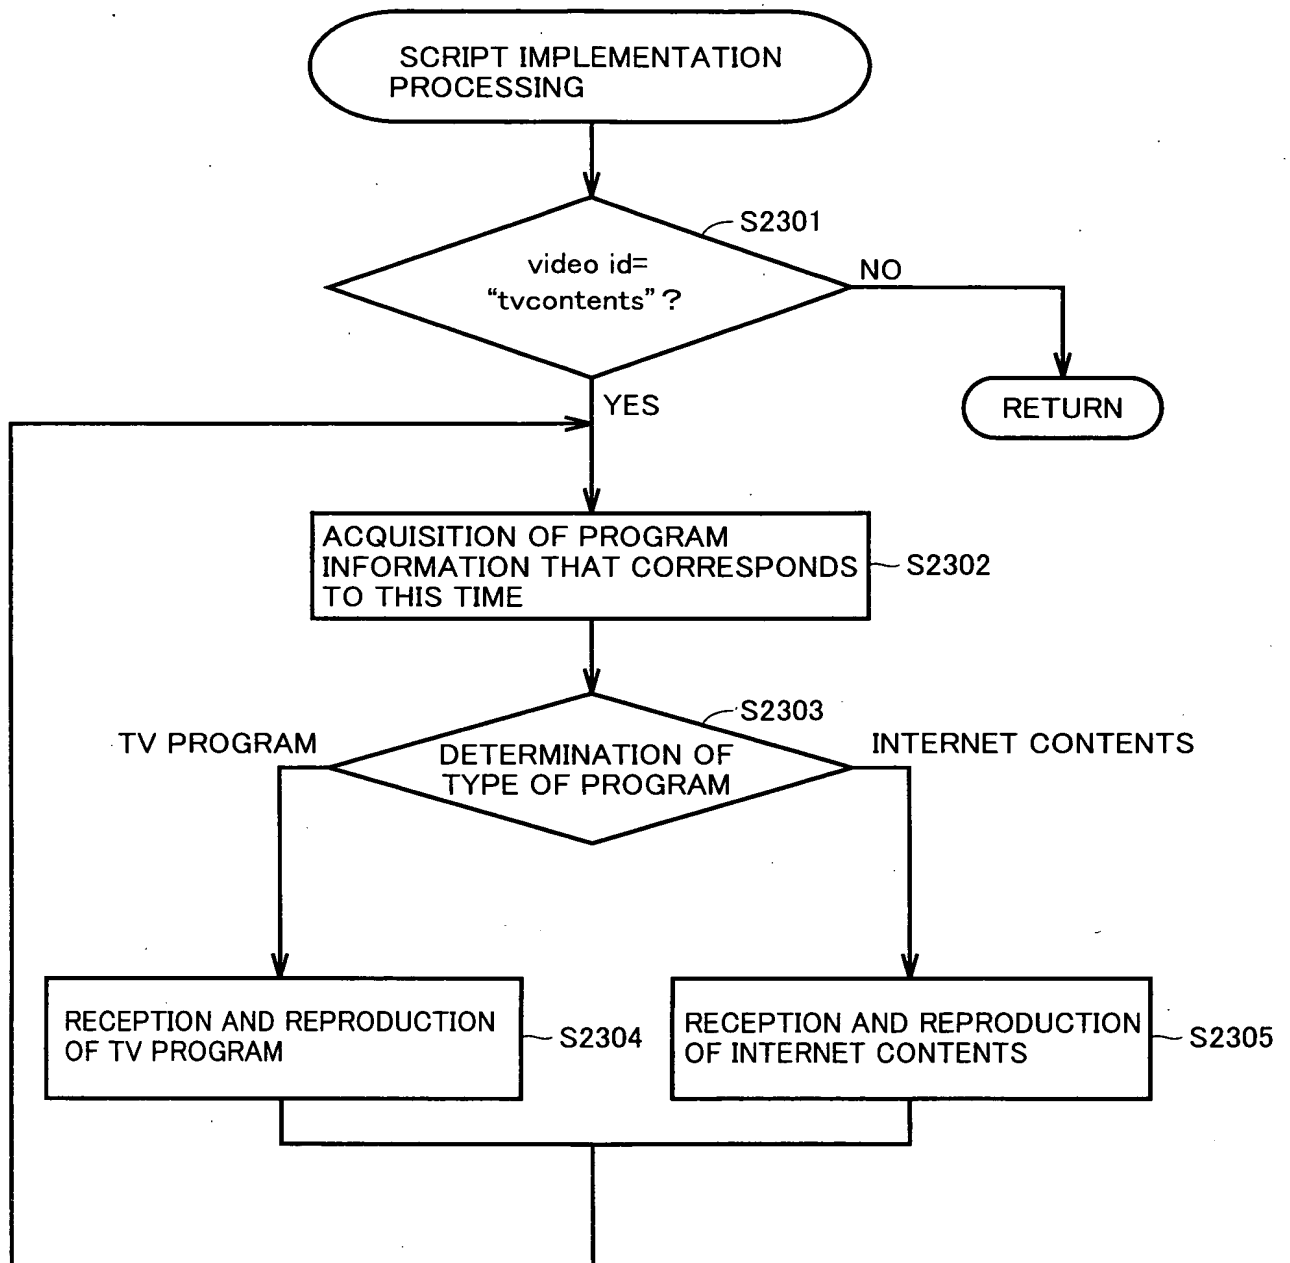 SCRIPT IMPLEMENTATION
PROCESSING
S2301
video id=
“tvcontents”?
NO
YES
RETURN
ACQUISITION OF PROGRAM
INFORMATION THAT CORRESPONDS
TO THIS TIME
S2302
S2303
TV PROGRAM
DETERMINATION OF
TYPE OF PROGRAM
INTERNET CONTENTS
RECEPTION AND REPRODUCTION
OF TV PROGRAM
S2304
RECEPTION AND REPRODUCTION
OF INTERNET CONTENTS
S2305